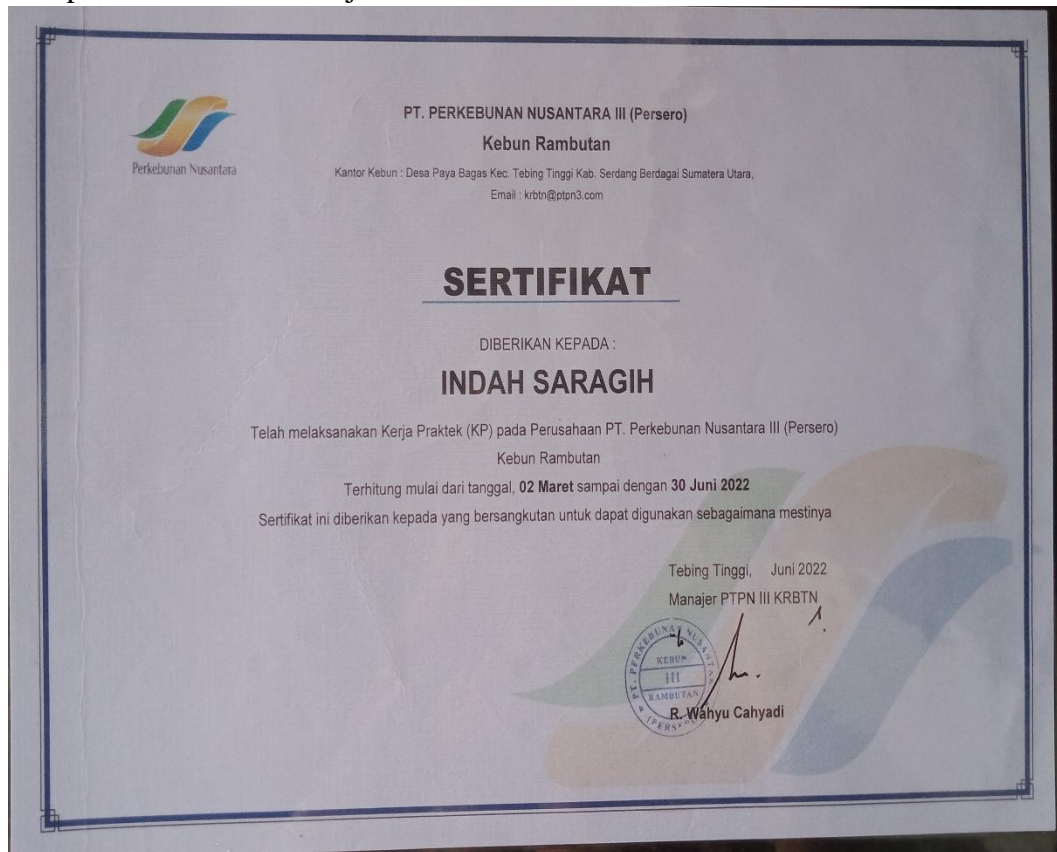 Perkebunan Nusantara
PT. PERKEBUNAN NUSANTARA III (Persero)
Kebun Rambutan
Kantor Kebun : Desa Paya Bagas Kec. Tebing Tinggi Kab. Serdang Berdagai Sumatera Utara,
Email : krbtn@ptpn3.com
SERTIFIKAT
DIBERIKAN KEPADA :
INDAH SARAGIH
Telah melaksanakan Kerja Praktek (KP) pada Perusahaan PT. Perkebunan Nusantara III (Persero)
Kebun Rambutan
Terhitung mulai dari tanggal, 02 Maret sampai dengan 30 Juni 2022
Sertifikat ini diberikan kepada yang bersangkutan untuk dapat digunakan sebagaimana mestinya
Tebing Tinggi, Juni 2022
Manajer PTPN III KRBTN
PT. PERKEBUNAN NUSANTARA
KEBUN
III
RAMBUTAN
R. Wahyu Cahyadi